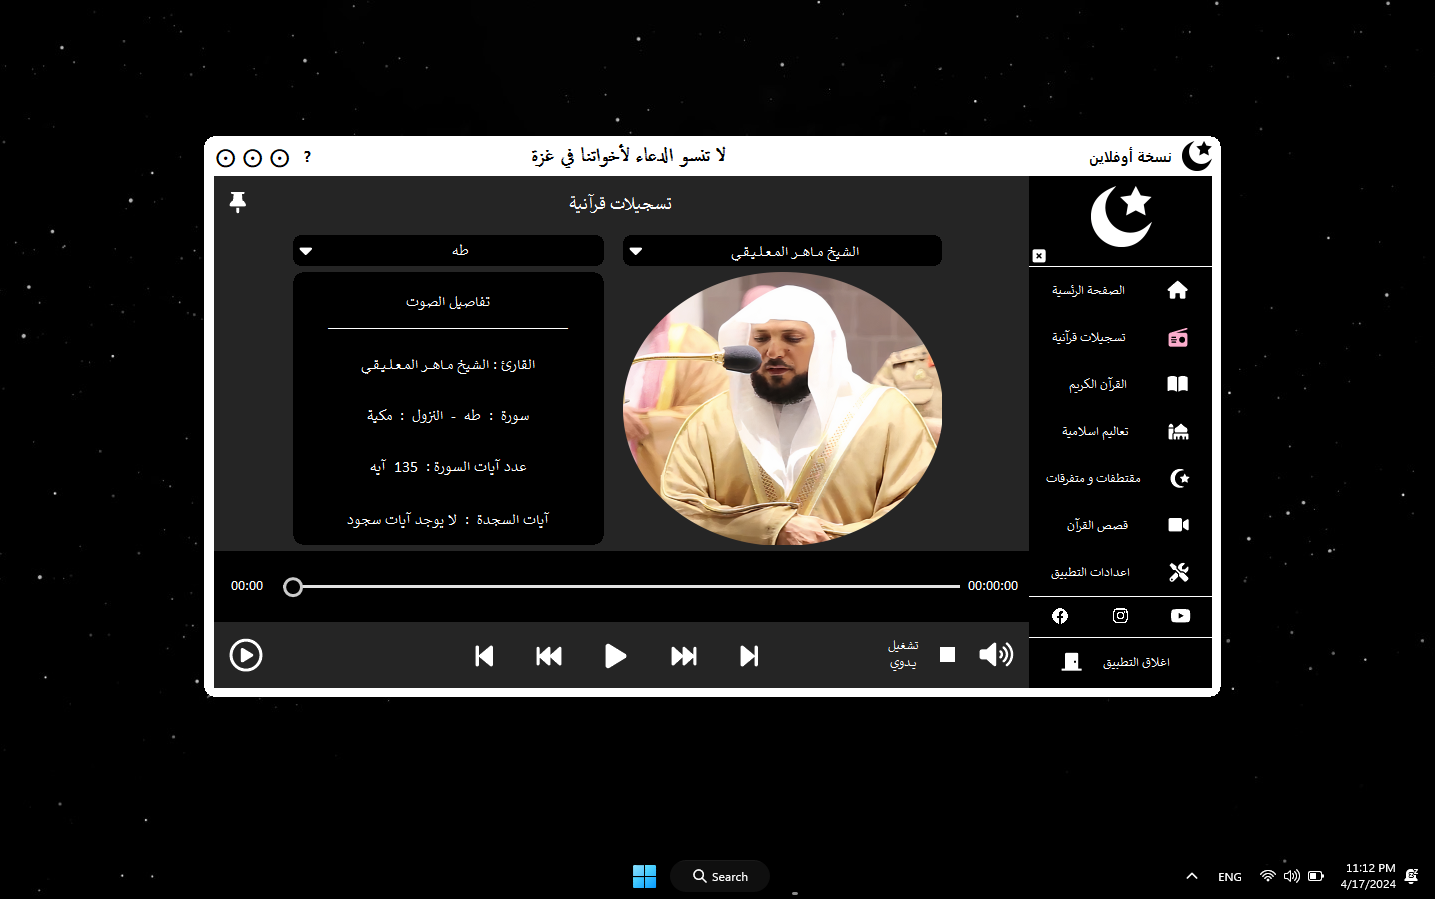 نسخة أوفلاين
لا تنسو الدعاء لأخواتنا في غزة
?
تسجيلات قرآنية
الشيخ ماهر المعليقي
طه
تفاصيل الصوت
القارئ : الشيخ ماهر المعليقي
سورة : طه - النزول : مكية
عدد آيات السورة : 135 آيه
آيات السجدة : لا يوجد آيات سجود
الصفحة الرئسية
تسجيلات قرآنية
القرآن الكريم
تعاليم اسلامية
مقتطفات و متفرقات
قصص القرآن
اعدادات التطبيق
اغلاق التطبيق
00:00
00:00:00
تشغيل
يدوي
Search
ENG
11:12 PM
4/17/2024